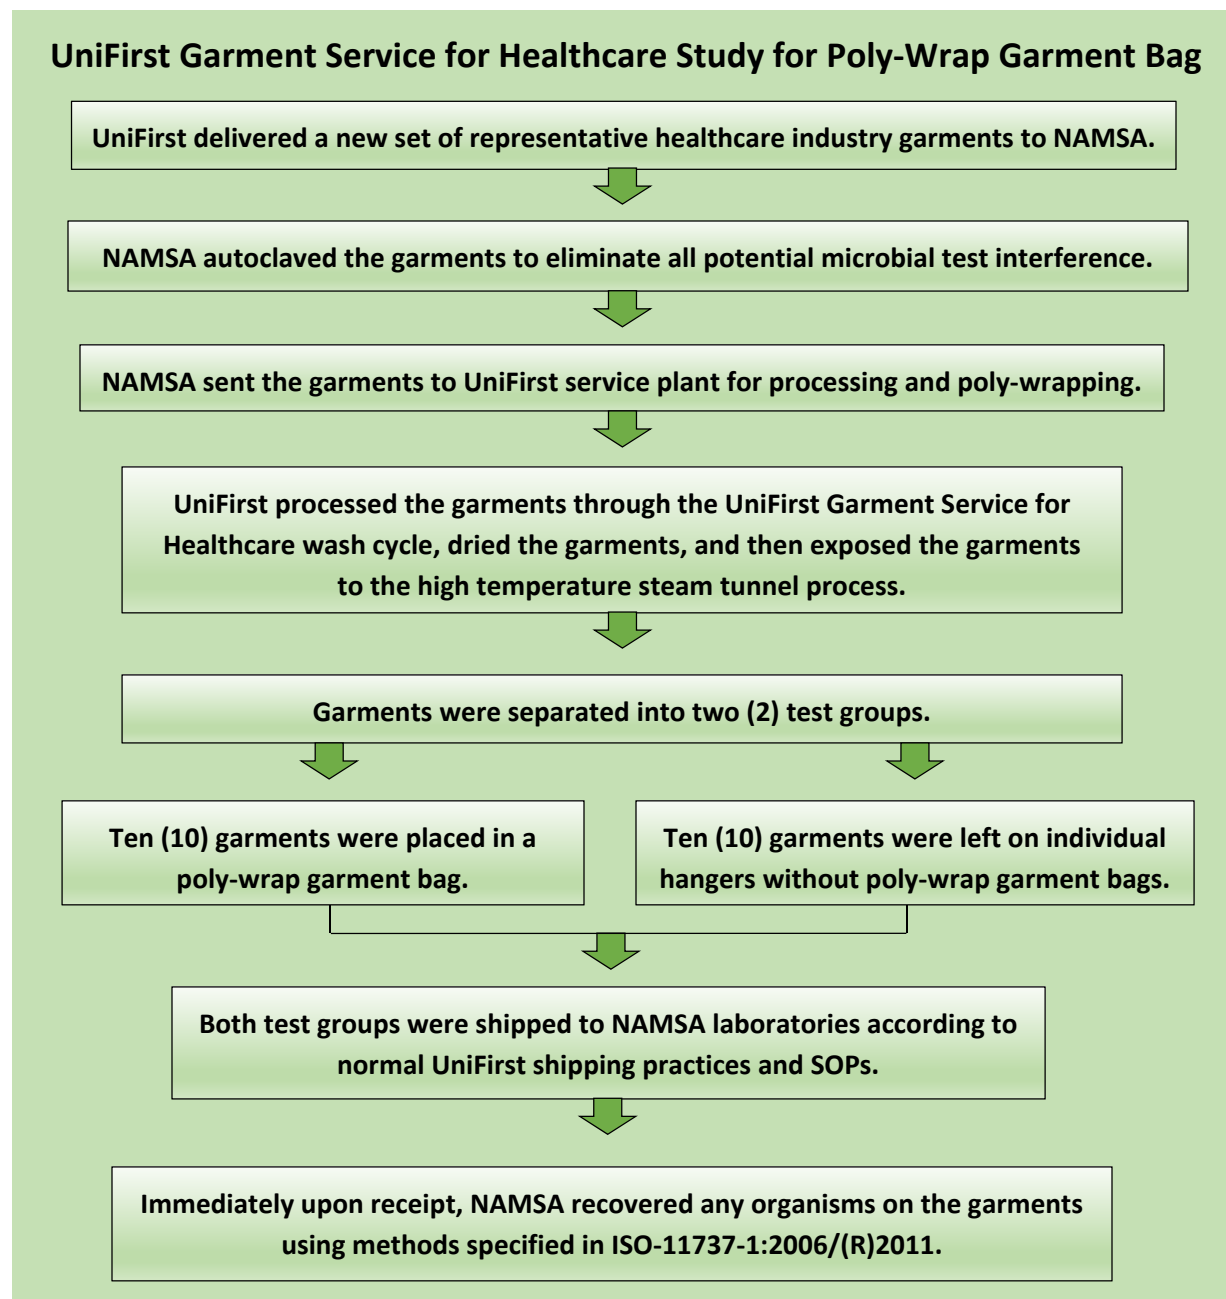 UniFirst Garment Service for Healthcare Study for Poly-Wrap Garment Bag
UniFirst delivered a new set of representative healthcare industry garments to NAMSA.
NAMSA autoclaved the garments to eliminate all potential microbial test interference.
NAMSA sent the garments to UniFirst service plant for processing and poly-wrapping.
UniFirst processed the garments through the UniFirst Garment Service for
Healthcare wash cycle, dried the garments, and then exposed the garments
to the high temperature steam tunnel process.
Garments were separated into two (2) test groups.
Ten (10) garments were placed in a
poly-wrap garment bag.
Ten (10) garments were left on individual
hangers without poly-wrap garment bags.
Both test groups were shipped to NAMSA laboratories according to
normal UniFirst shipping practices and SOPs.
Immediately upon receipt, NAMSA recovered any organisms on the garments
using methods specified in ISO-11737-1:2006/(R)2011.